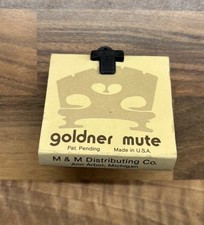 goldner mute
Pat. Pending Made in U.S.A.
M & M Distributing Co.
Ann Arbor, Michigan